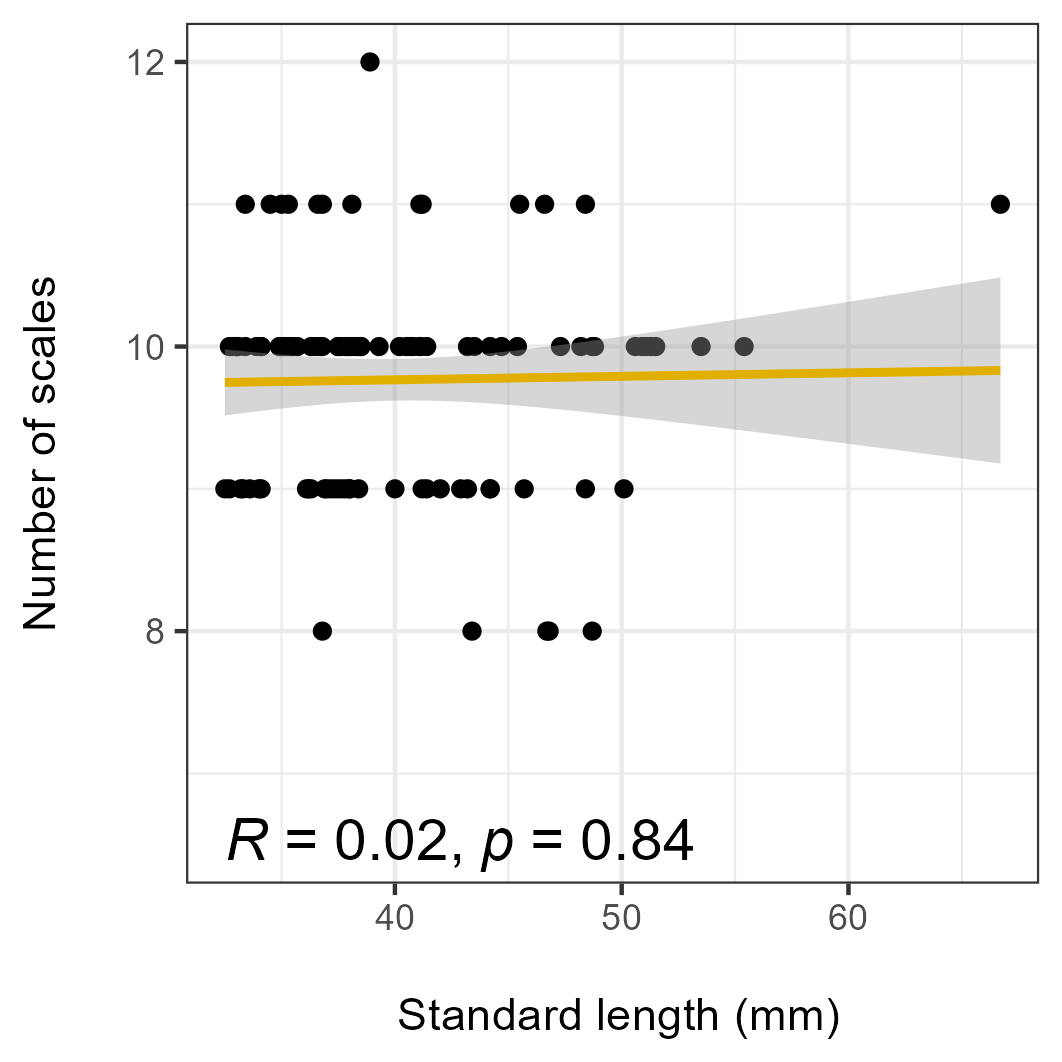 Number of scales
12
10
8
R = 0.02, p = 0.84
40 50 60
Standard length (mm)